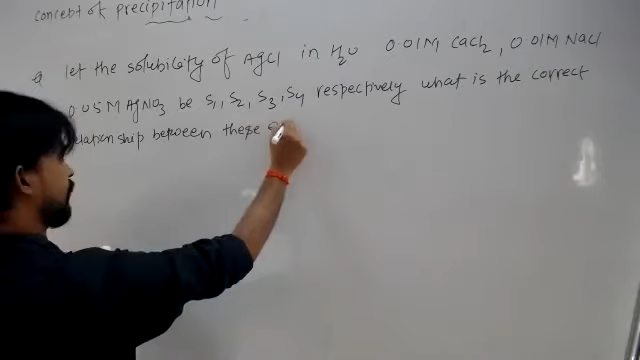 concept of precipitation
Q let the solubility of AgCl in H2O 0.01M CaCl2, 0.01M NaCl
0.05M AgNO3 be S1, S2, S3, S4 respectively what is the correct
relationship between these